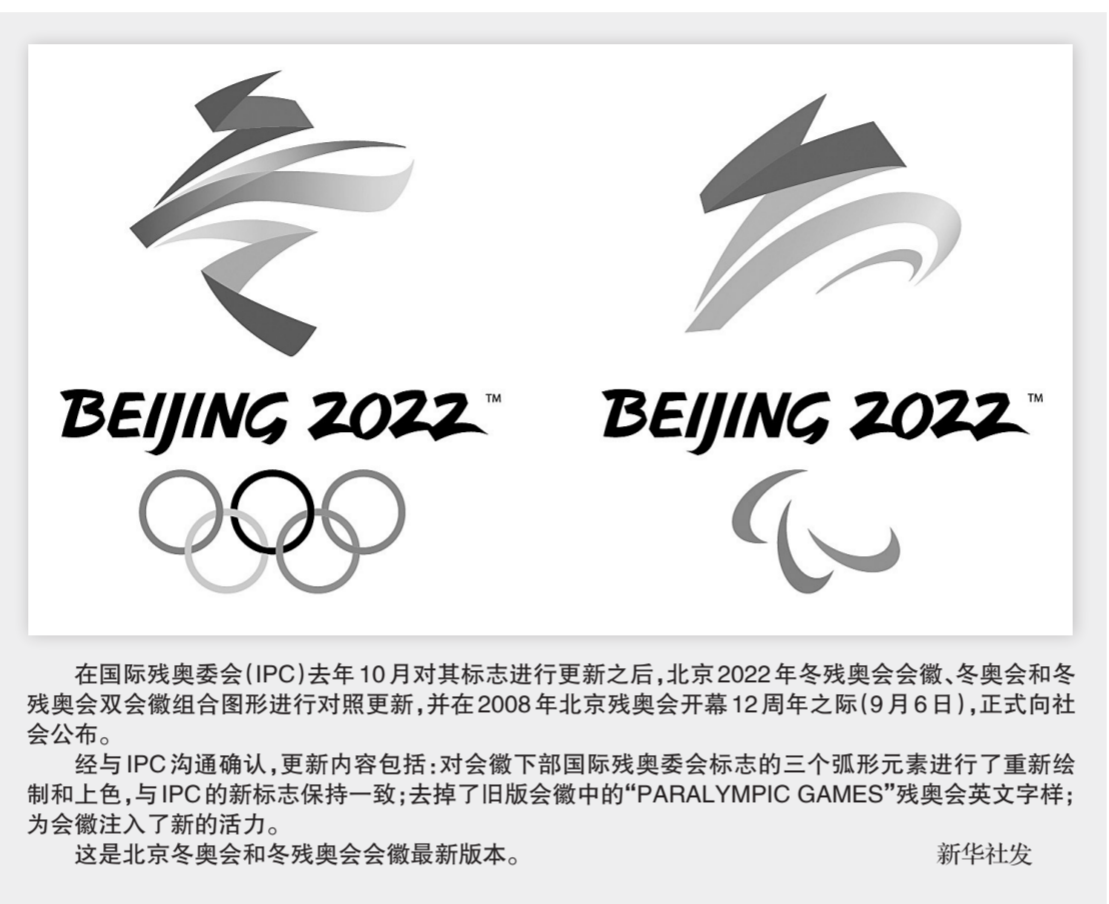 BEIJING 2022™
BEIJING 2022™
在国际残奥委会(IPC)去年10月对其标志进行更新之后,北京2022年冬残奥会会徽、冬奥会和冬
残奥会双会徽组合图形进行对照更新,并在2008年北京残奥会开幕12周年之际(9月6日),正式向社
会公布。
经与IPC沟通确认,更新内容包括:对会徽下部国际残奥委会标志的三个弧形元素进行了重新绘
制和上色,与IPC的新标志保持一致;去掉了旧版会徽中的“PARALYMPIC GAMES”残奥会英文字样;
为会徽注入了新的活力。
这是北京冬奥会和冬残奥会会徽最新版本。 新华社发